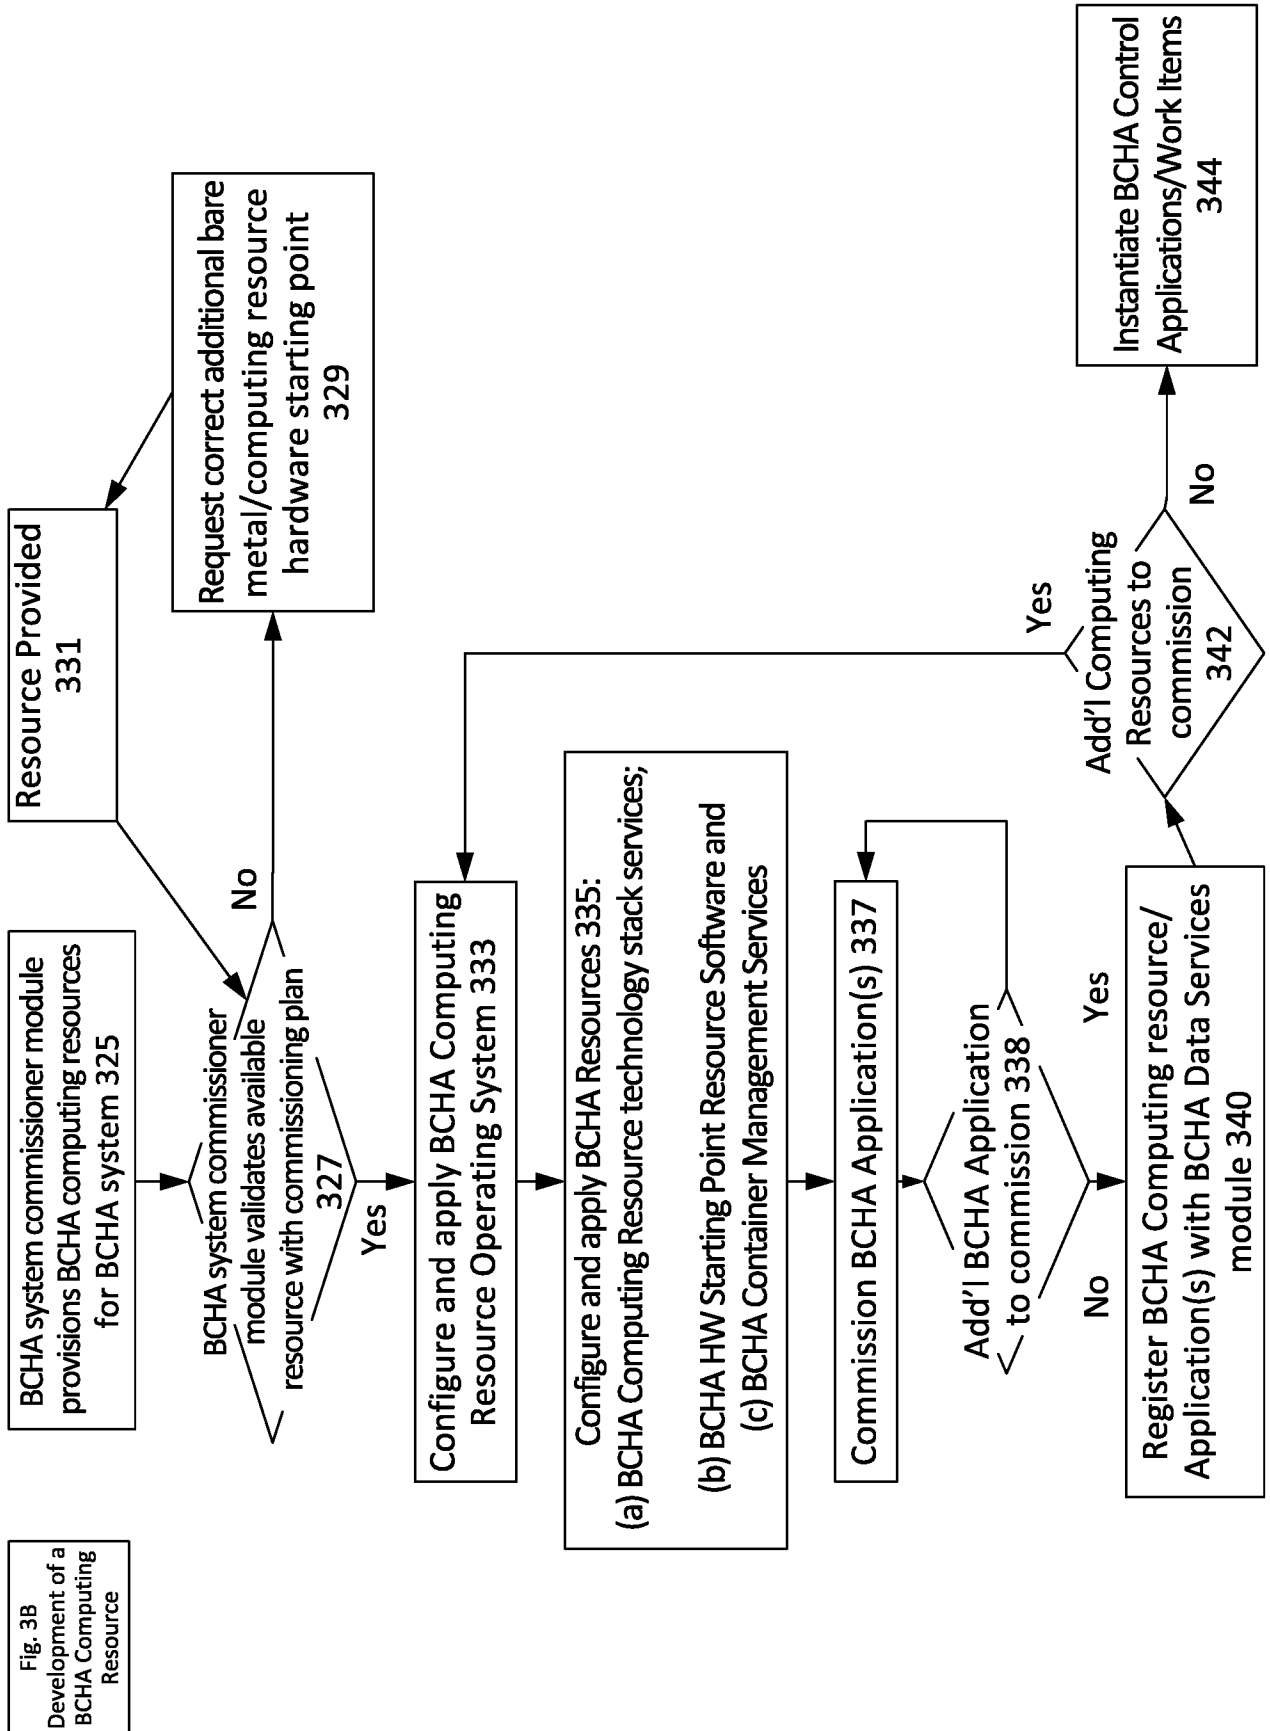 Fig. 3B
Development of a
BCHA Computing
Resource
BCHA system commissioner module
provisions BCHA computing resources
for BCHA system 325
BCHA system commissioner
module validates available
resource with commissioning plan
327
No
Yes
Resource Provided
331
Request correct additional bare
metal/computing resource
hardware starting point
329
Configure and apply BCHA Computing
Resource Operating System 333
Configure and apply BCHA Resources 335:
(a) BCHA Computing Resource technology stack services;
(b) BCHA HW Starting Point Resource Software and
(c) BCHA Container Management Services
Commission BCHA Application(s) 337
Add'l BCHA Application
to commission 338
No
Yes
Register BCHA Computing resource/
Application(s) with BCHA Data Services
module 340
Add'l Computing
Resources to
commission
342
Yes
No
Instantiate BCHA Control
Applications/Work Items
344